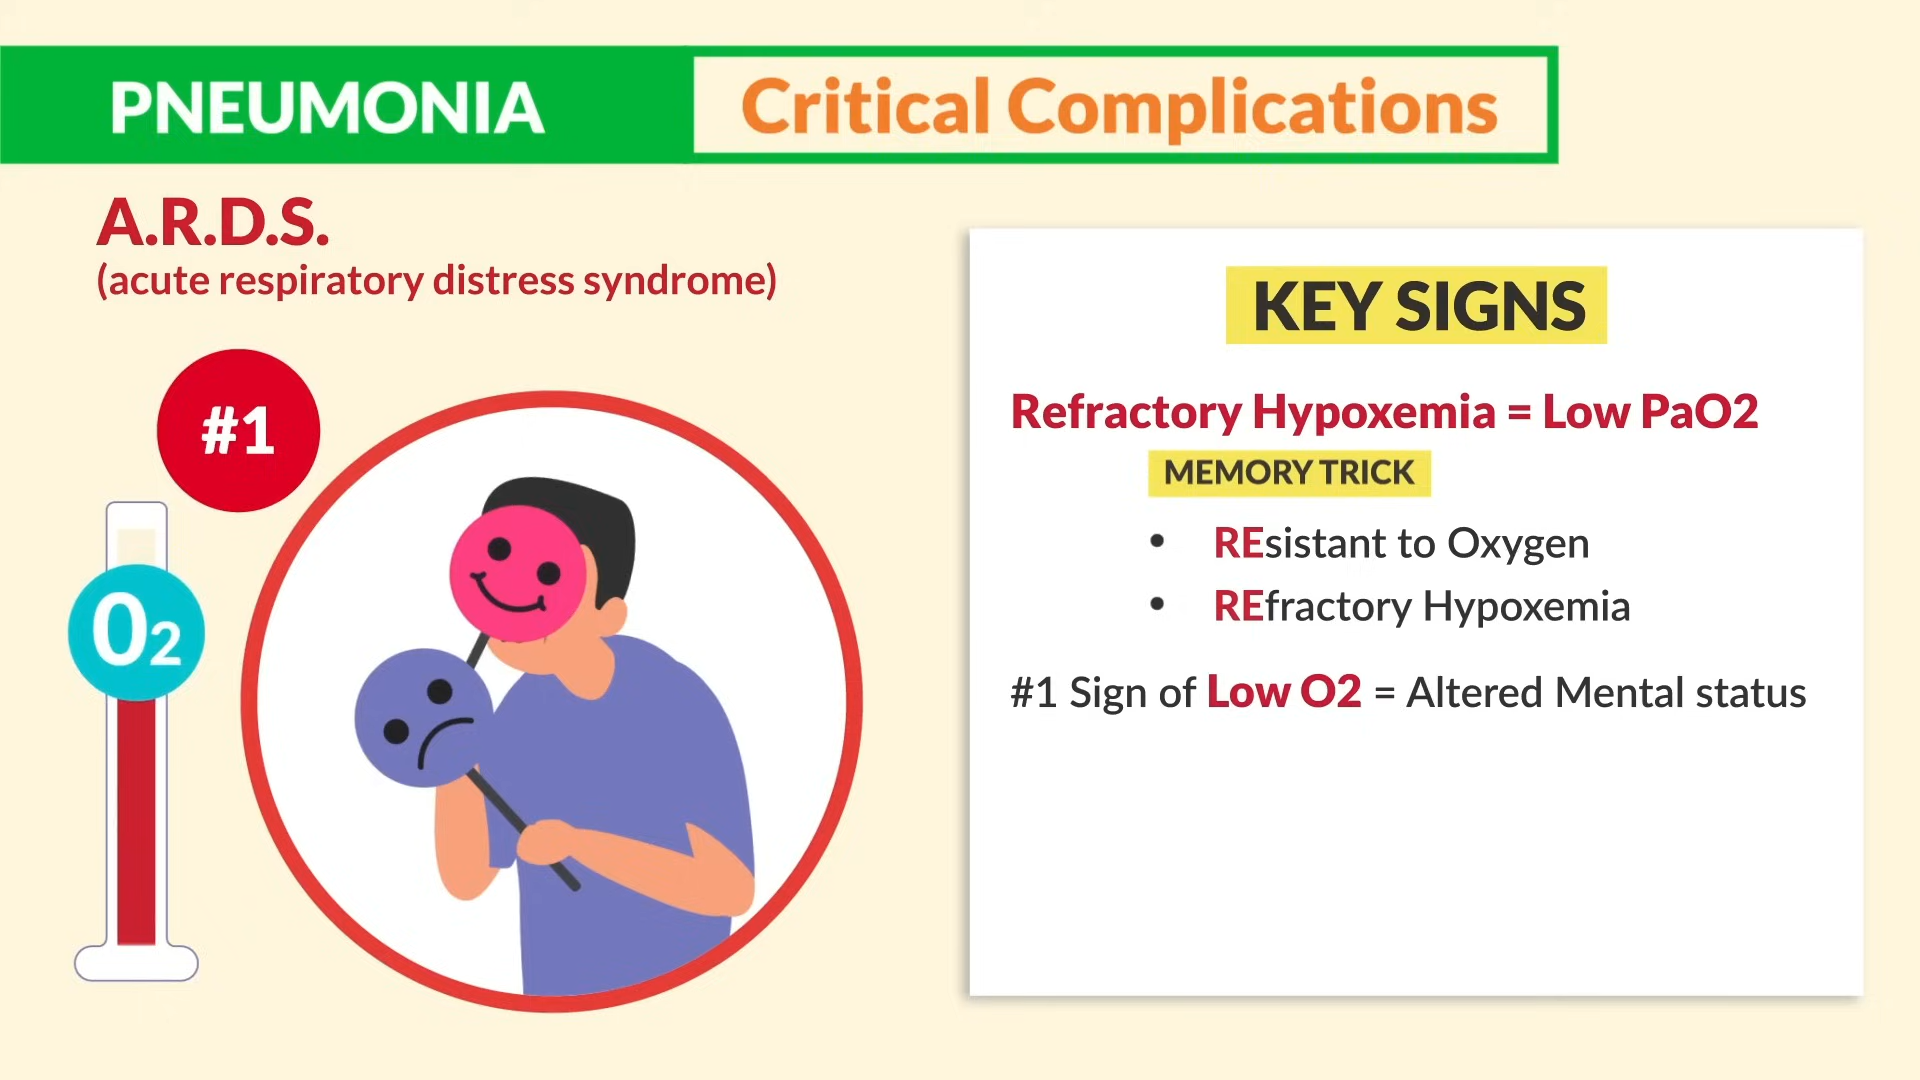 PNEUMONIA
Critical Complications
A.R.D.S.
(acute respiratory distress syndrome)
#1
O2
KEY SIGNS
Refractory Hypoxemia = Low PaO2
MEMORY TRICK
• REsistant to Oxygen
• REfractory Hypoxemia
#1 Sign of Low O2 = Altered Mental status